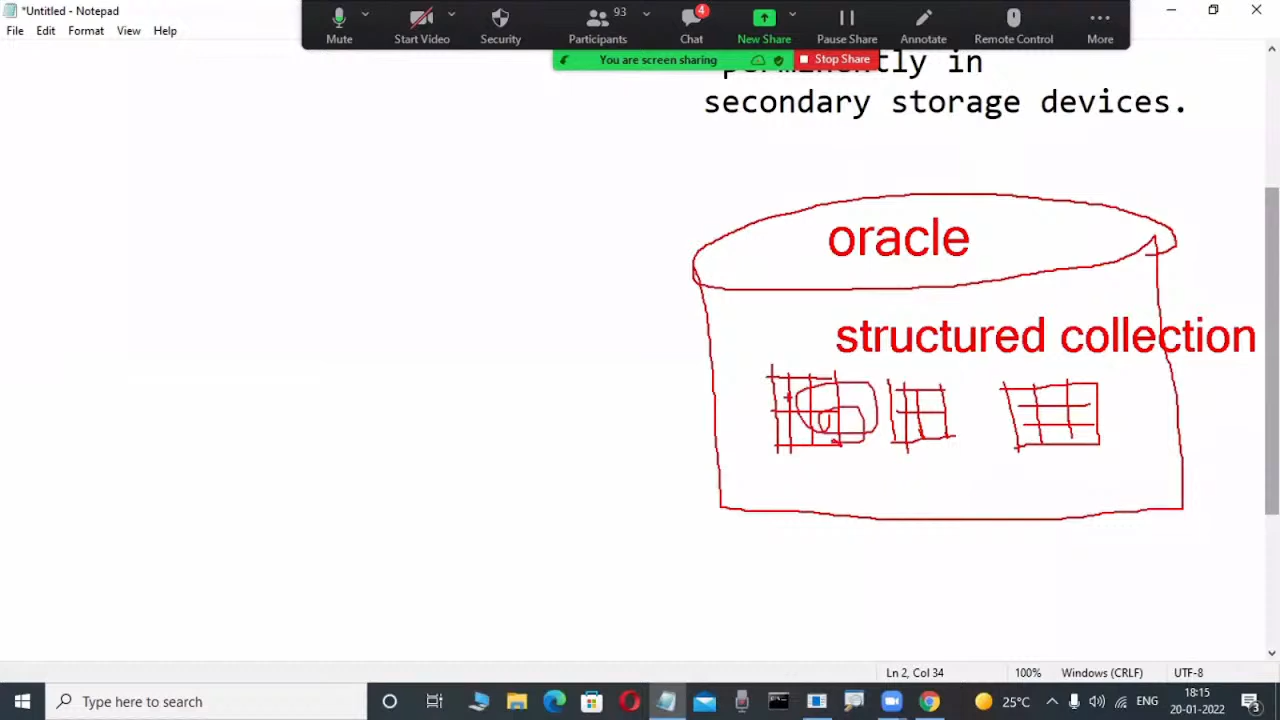 *Untitled - Notepad
File Edit Format View Help
Mute
Start Video
Security
93
Participants
4
Chat
New Share
Pause Share
Annotate
Remote Control
More
You are screen sharing
Stop Share
in
secondary storage devices.
oracle
structured collection
Ln 2, Col 34
100%
Windows (CRLF)
UTF-8
Type here to search
25°C
ENG
18:15
20-01-2022
3